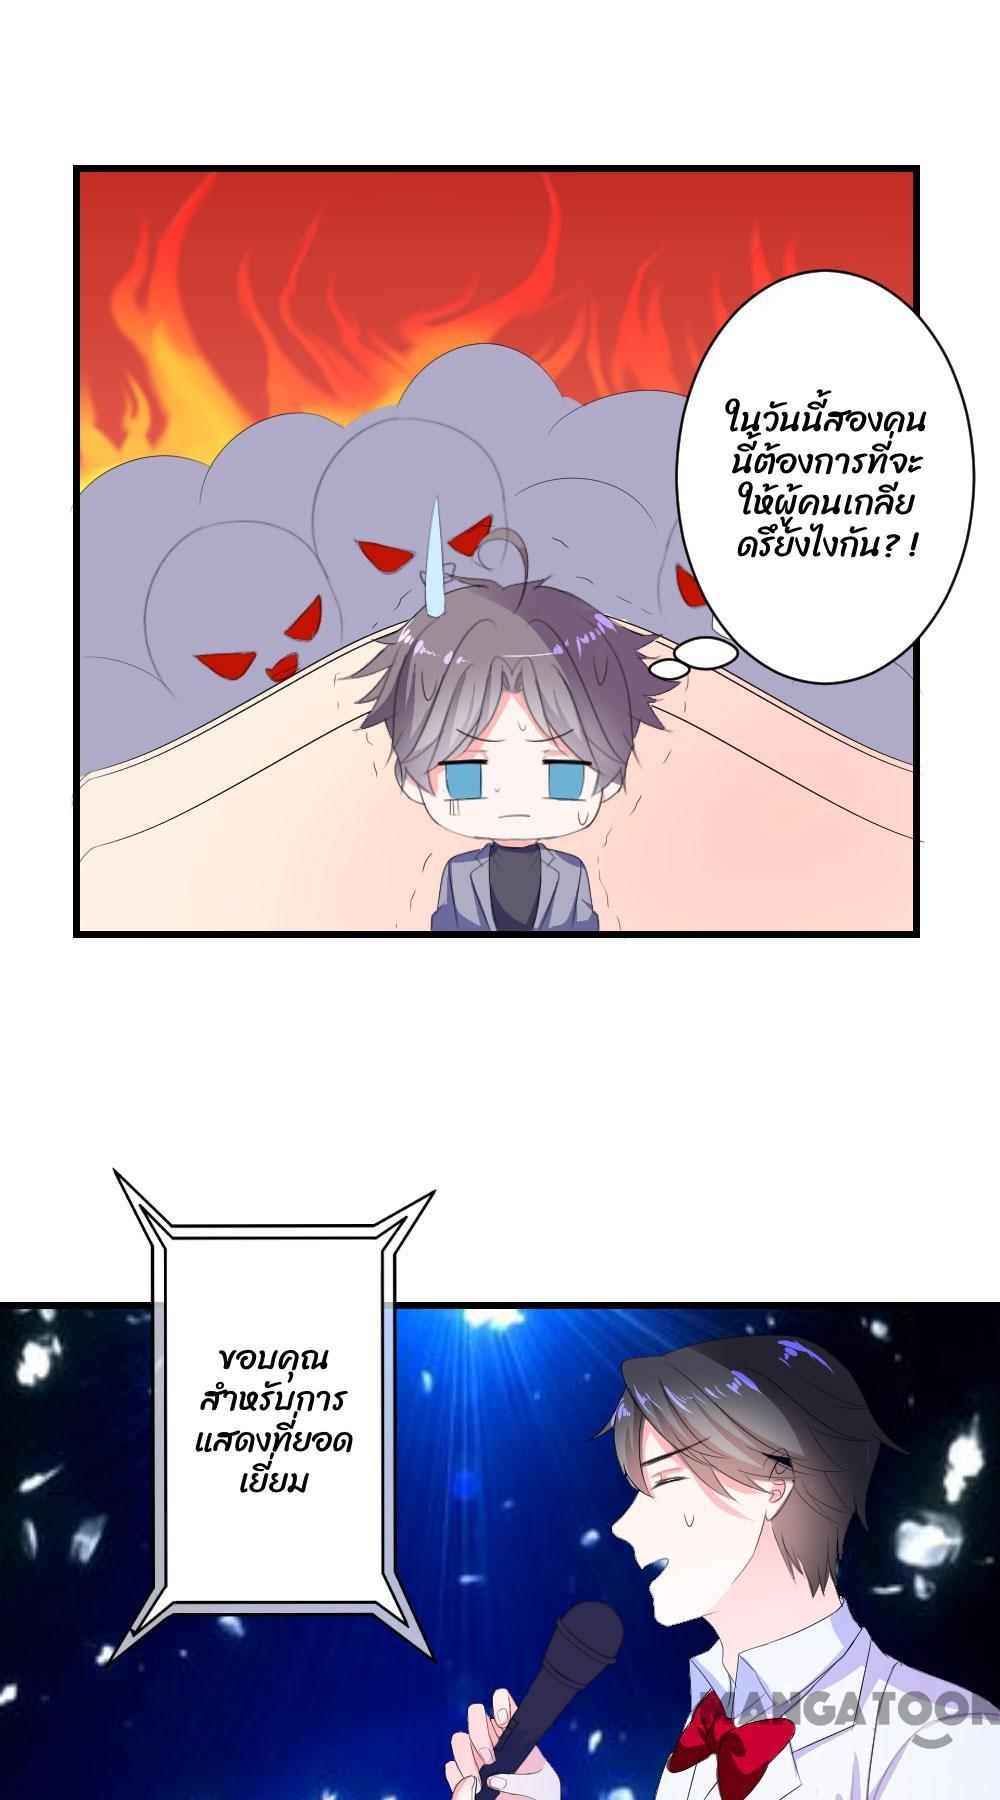 ในวันนี้สองคน
นี้ต้องการที่จะ
ให้ผู้คนเกลีย
ดรึยังไงกัน?!
ขอบคุณ
สำหรับการ
แสดงที่ยอด
เยี่ยม
MANGATOON